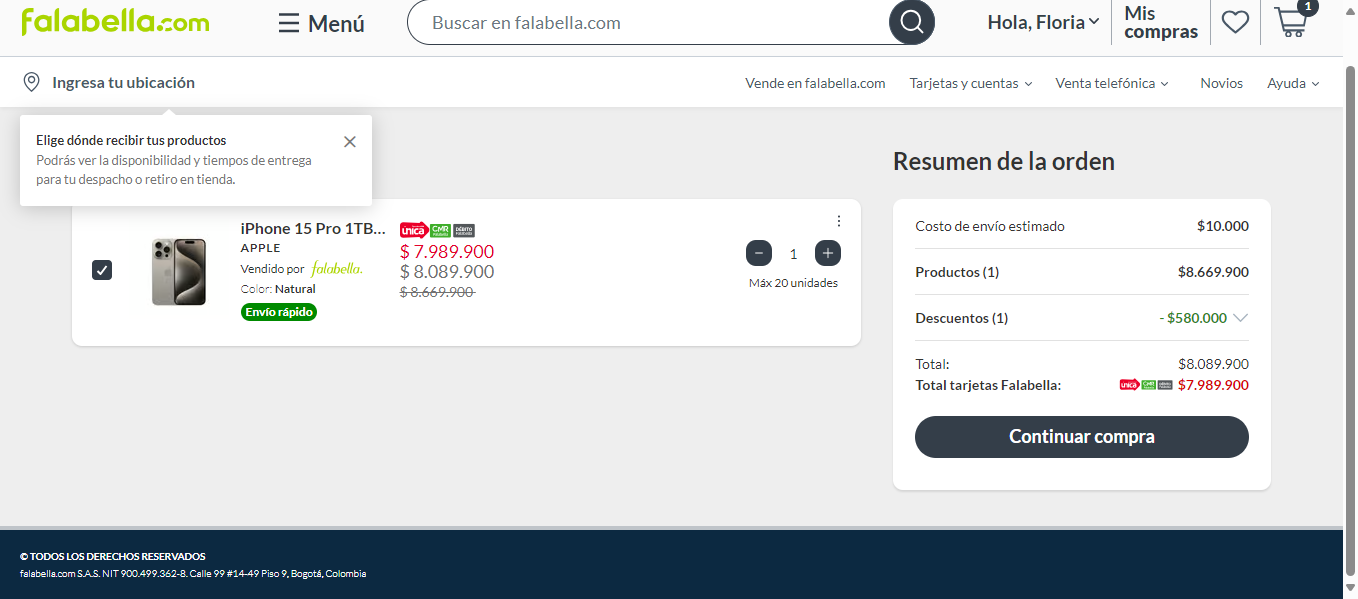 falabella.com
Menú
Buscar en falabella.com
Hola, Floria
Mis
compras
1
Ingresa tu ubicación
Vende en falabella.com
Tarjetas y cuentas
Venta telefónica
Novios
Ayuda
Elige dónde recibir tus productos
Podrás ver la disponibilidad y tiempos de entrega
para tu despacho o retiro en tienda.
iPhone 15 Pro 1TB...
APPLE
Vendido por falabella.
Color: Natural
Envío rápido
única CMR DÉBITO
$ 7.989.900
$ 8.089.900
$ 8.669.900
1
Máx 20 unidades
Resumen de la orden
Costo de envío estimado $10.000
Productos (1) $8.669.900
Descuentos (1) - $580.000
Total: $8.089.900
Total tarjetas Falabella: única CMR $7.989.900
Continuar compra
© TODOS LOS DERECHOS RESERVADOS
falabella.com S.A.S. NIT 900.499.362-8. Calle 99 #14-49 Piso 9, Bogotá, Colombia